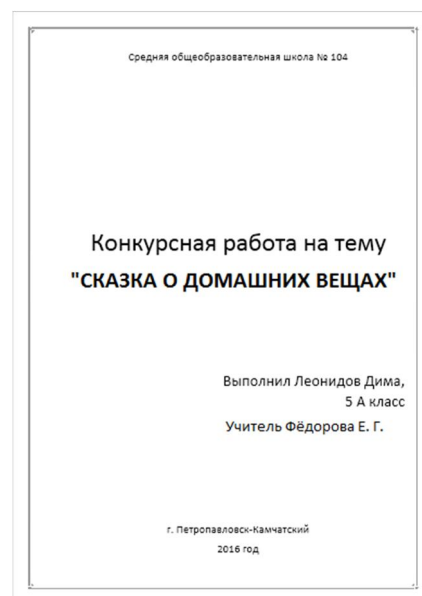 Средняя общеобразовательная школа № 104
Конкурсная работа на тему
"СКАЗКА О ДОМАШНИХ ВЕЩАХ"
Выполнил Леонидов Дима,
5 А класс
Учитель Фёдорова Е. Г.
г. Петропавловск-Камчатский
2016 год